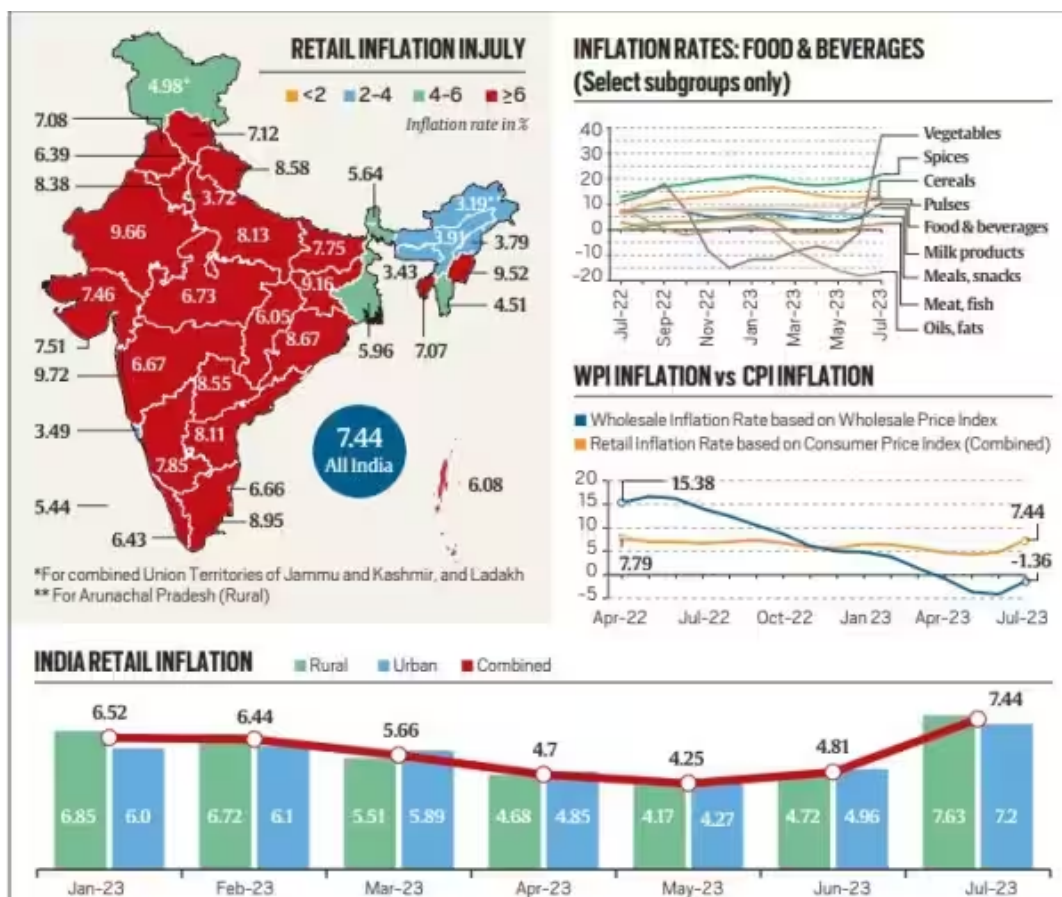 RETAIL INFLATION INJULY
<2 2-4 4-6 ≥6
Inflation rate in %
4.98*
7.08
7.12
6.39
8.58
8.38
3.72
5.64
3.19**
9.66
8.13
7.75
3.91
3.79
3.43
9.52
7.46
6.73
9.16
4.51
6.05
7.51
8.67
5.96
7.07
6.67
9.72
8.55
3.49
8.11
7.44
All India
7.85
6.08
6.66
5.44
8.95
6.43
*For combined Union Territories of Jammu and Kashmir, and Ladakh
** For Arunachal Pradesh (Rural)
INFLATION RATES: FOOD & BEVERAGES
(Select subgroups only)
40
30
20
10
0
-10
-20
Vegetables
Spices
Cereals
Pulses
Food & beverages
Milk products
Meals, snacks
Meat, fish
Oils, fats
Jul-22 Sep-22 Nov-22 Jan-23 Mar-23 May-23 Jul-23
WPI INFLATION vs CPI INFLATION
Wholesale Inflation Rate based on Wholesale Price Index
Retail Inflation Rate based on Consumer Price Index (Combined)
20
15
10
5
0
-5
15.38
7.79
7.44
-1.36
Apr-22 Jul-22 Oct-22 Jan 23 Apr-23 Jul-23
INDIA RETAIL INFLATION Rural Urban Combined
6.52 6.44 5.66 4.7 4.25 4.81 7.44
6.85 6.0 6.72 6.1 5.51 5.89 4.68 4.85 4.17 4.27 4.72 4.96 7.63 7.2
Jan-23 Feb-23 Mar-23 Apr-23 May-23 Jun-23 Jul-23